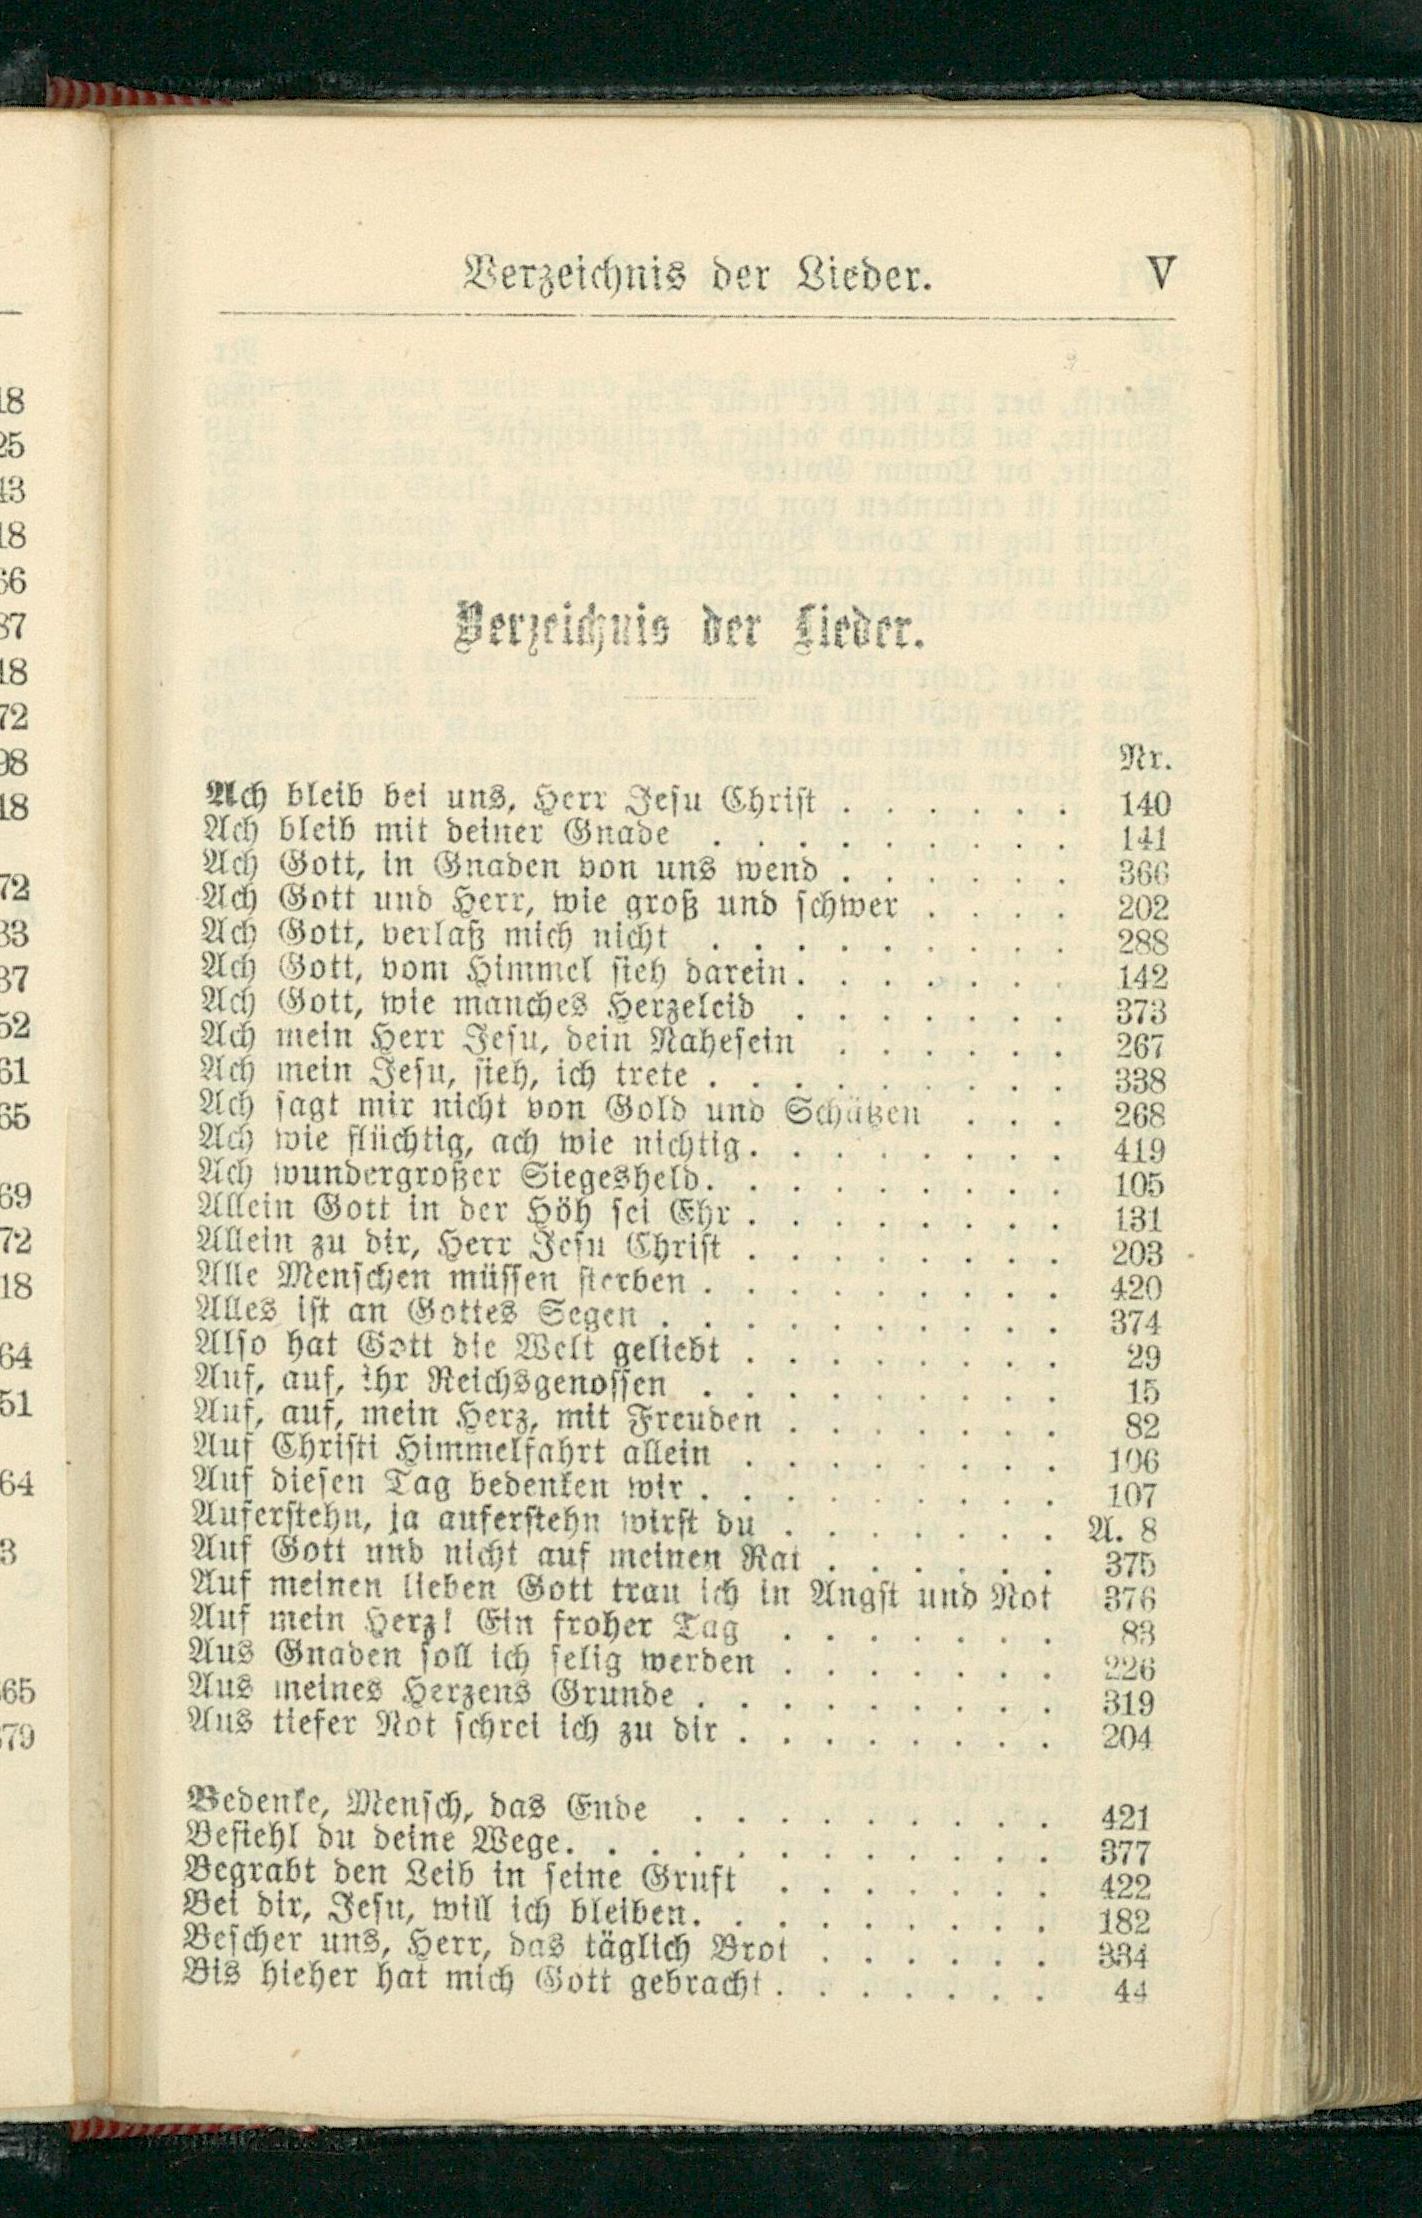 Verzeichnis der Lieder. V
Verzeichnis der Lieder.
Nr.
Ach bleib bei uns, Herr Jesu Christ . . . . . . 140
Ach bleib mit deiner Gnade . . . . . . . . . 141
Ach Gott, in Gnaden von uns wend . . . . . . 366
Ach Gott und Herr, wie groß und schwer . . . . 202
Ach Gott, verlaß mich nicht . . . . . . . . . 288
Ach Gott, vom Himmel sieh darein . . . . . . . 142
Ach Gott, wie manches Herzeleid . . . . . . . 373
Ach mein Herr Jesu, dein Nahesein . . . . . . 267
Ach mein Jesu, sieh, ich trete . . . . . . . . . 338
Ach sagt mir nicht von Gold und Schätzen . . . 268
Ach wie flüchtig, ach wie nichtig . . . . . . . . 419
Ach wundergroßer Siegesheld . . . . . . . . . 105
Allein Gott in der Höh sei Ehr . . . . . . . . 131
Allein zu dir, Herr Jesu Christ . . . . . . . . 203
Alle Menschen müssen sterben . . . . . . . . . 420
Alles ist an Gottes Segen . . . . . . . . . . 374
Also hat Gott die Welt geliebt . . . . . . . . 29
Auf, auf, ihr Reichsgenossen . . . . . . . . . 15
Auf, auf, mein Herz, mit Freuden . . . . . . . 82
Auf Christi Himmelfahrt allein . . . . . . . . 106
Auf diesen Tag bedenken wir . . . . . . . . . 107
Auferstehn, ja auferstehn wirst du . . . . . . . A. 8
Auf Gott und nicht auf meinen Rat . . . . . . 375
Auf meinen lieben Gott trau ich in Angst und Not 376
Auf mein Herz! Ein froher Tag . . . . . . . 83
Aus Gnaden soll ich selig werden . . . . . . . 226
Aus meines Herzens Grunde . . . . . . . . . 319
Aus tiefer Not schrei ich zu dir . . . . . . . . 204
Bedenke, Mensch, das Ende . . . . . . . . . 421
Befiehl du deine Wege . . . . . . . . . . . . 377
Begrabt den Leib in seine Gruft . . . . . . . 422
Bei dir, Jesu, will ich bleiben . . . . . . . . . 182
Bescher uns, Herr, das täglich Brot . . . . . . 334
Bis hieher hat mich Gott gebracht . . . . . . . 44